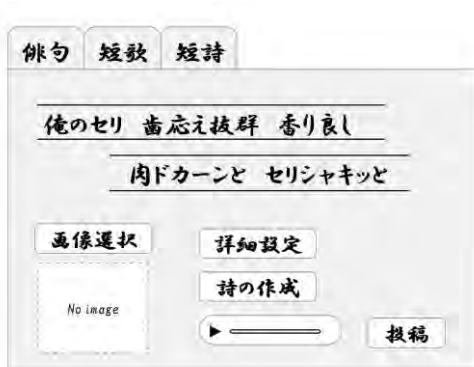 俳句 短歌 短詩
俺のセリ 歯応え抜群 香り良し
肉ドカーンと セリシャキッと
画像選択
詳細設定
No image
詩の作成
投稿